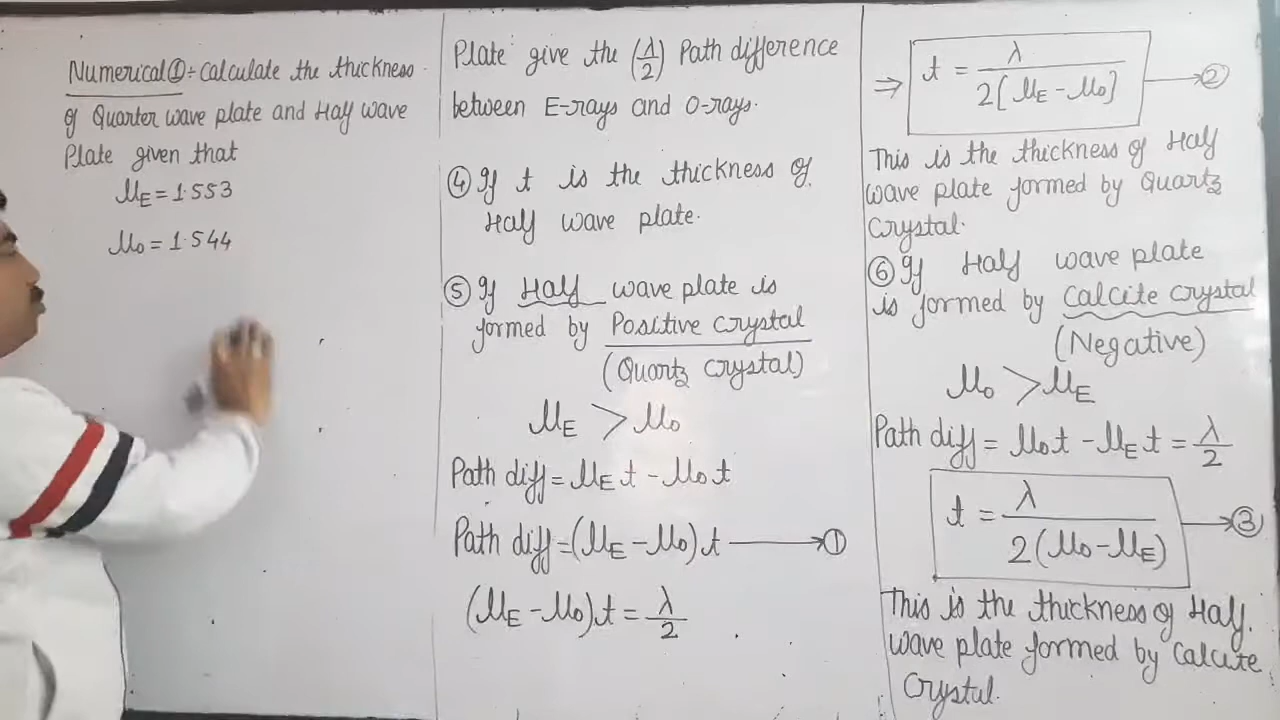 Numerical ① ÷ Calculate the thickness
of Quarter wave plate and Half wave
Plate given that
μE = 1.553
μo = 1.544
Plate give the (λ/2) Path difference
between E-rays and O-rays.
④ If t is the thickness of
Half wave plate.
⑤ If Half wave plate is
formed by Positive crystal
(Quartz crystal)
μE > μo
Path diff = μE t - μo t
Path diff = (μE - μo)t → ①
(μE - μo)t = λ/2
⇒ t = λ/2[μE - μo] → ②
This is the thickness of Half
wave plate formed by Quartz
Crystal.
⑥ If Half wave plate
is formed by Calcite crystal
(Negative)
μo > μE
Path diff = μo t - μE t = λ/2
t = λ/2(μo - μE) → ③
This is the thickness of Half.
wave plate formed by Calcite
Crystal.